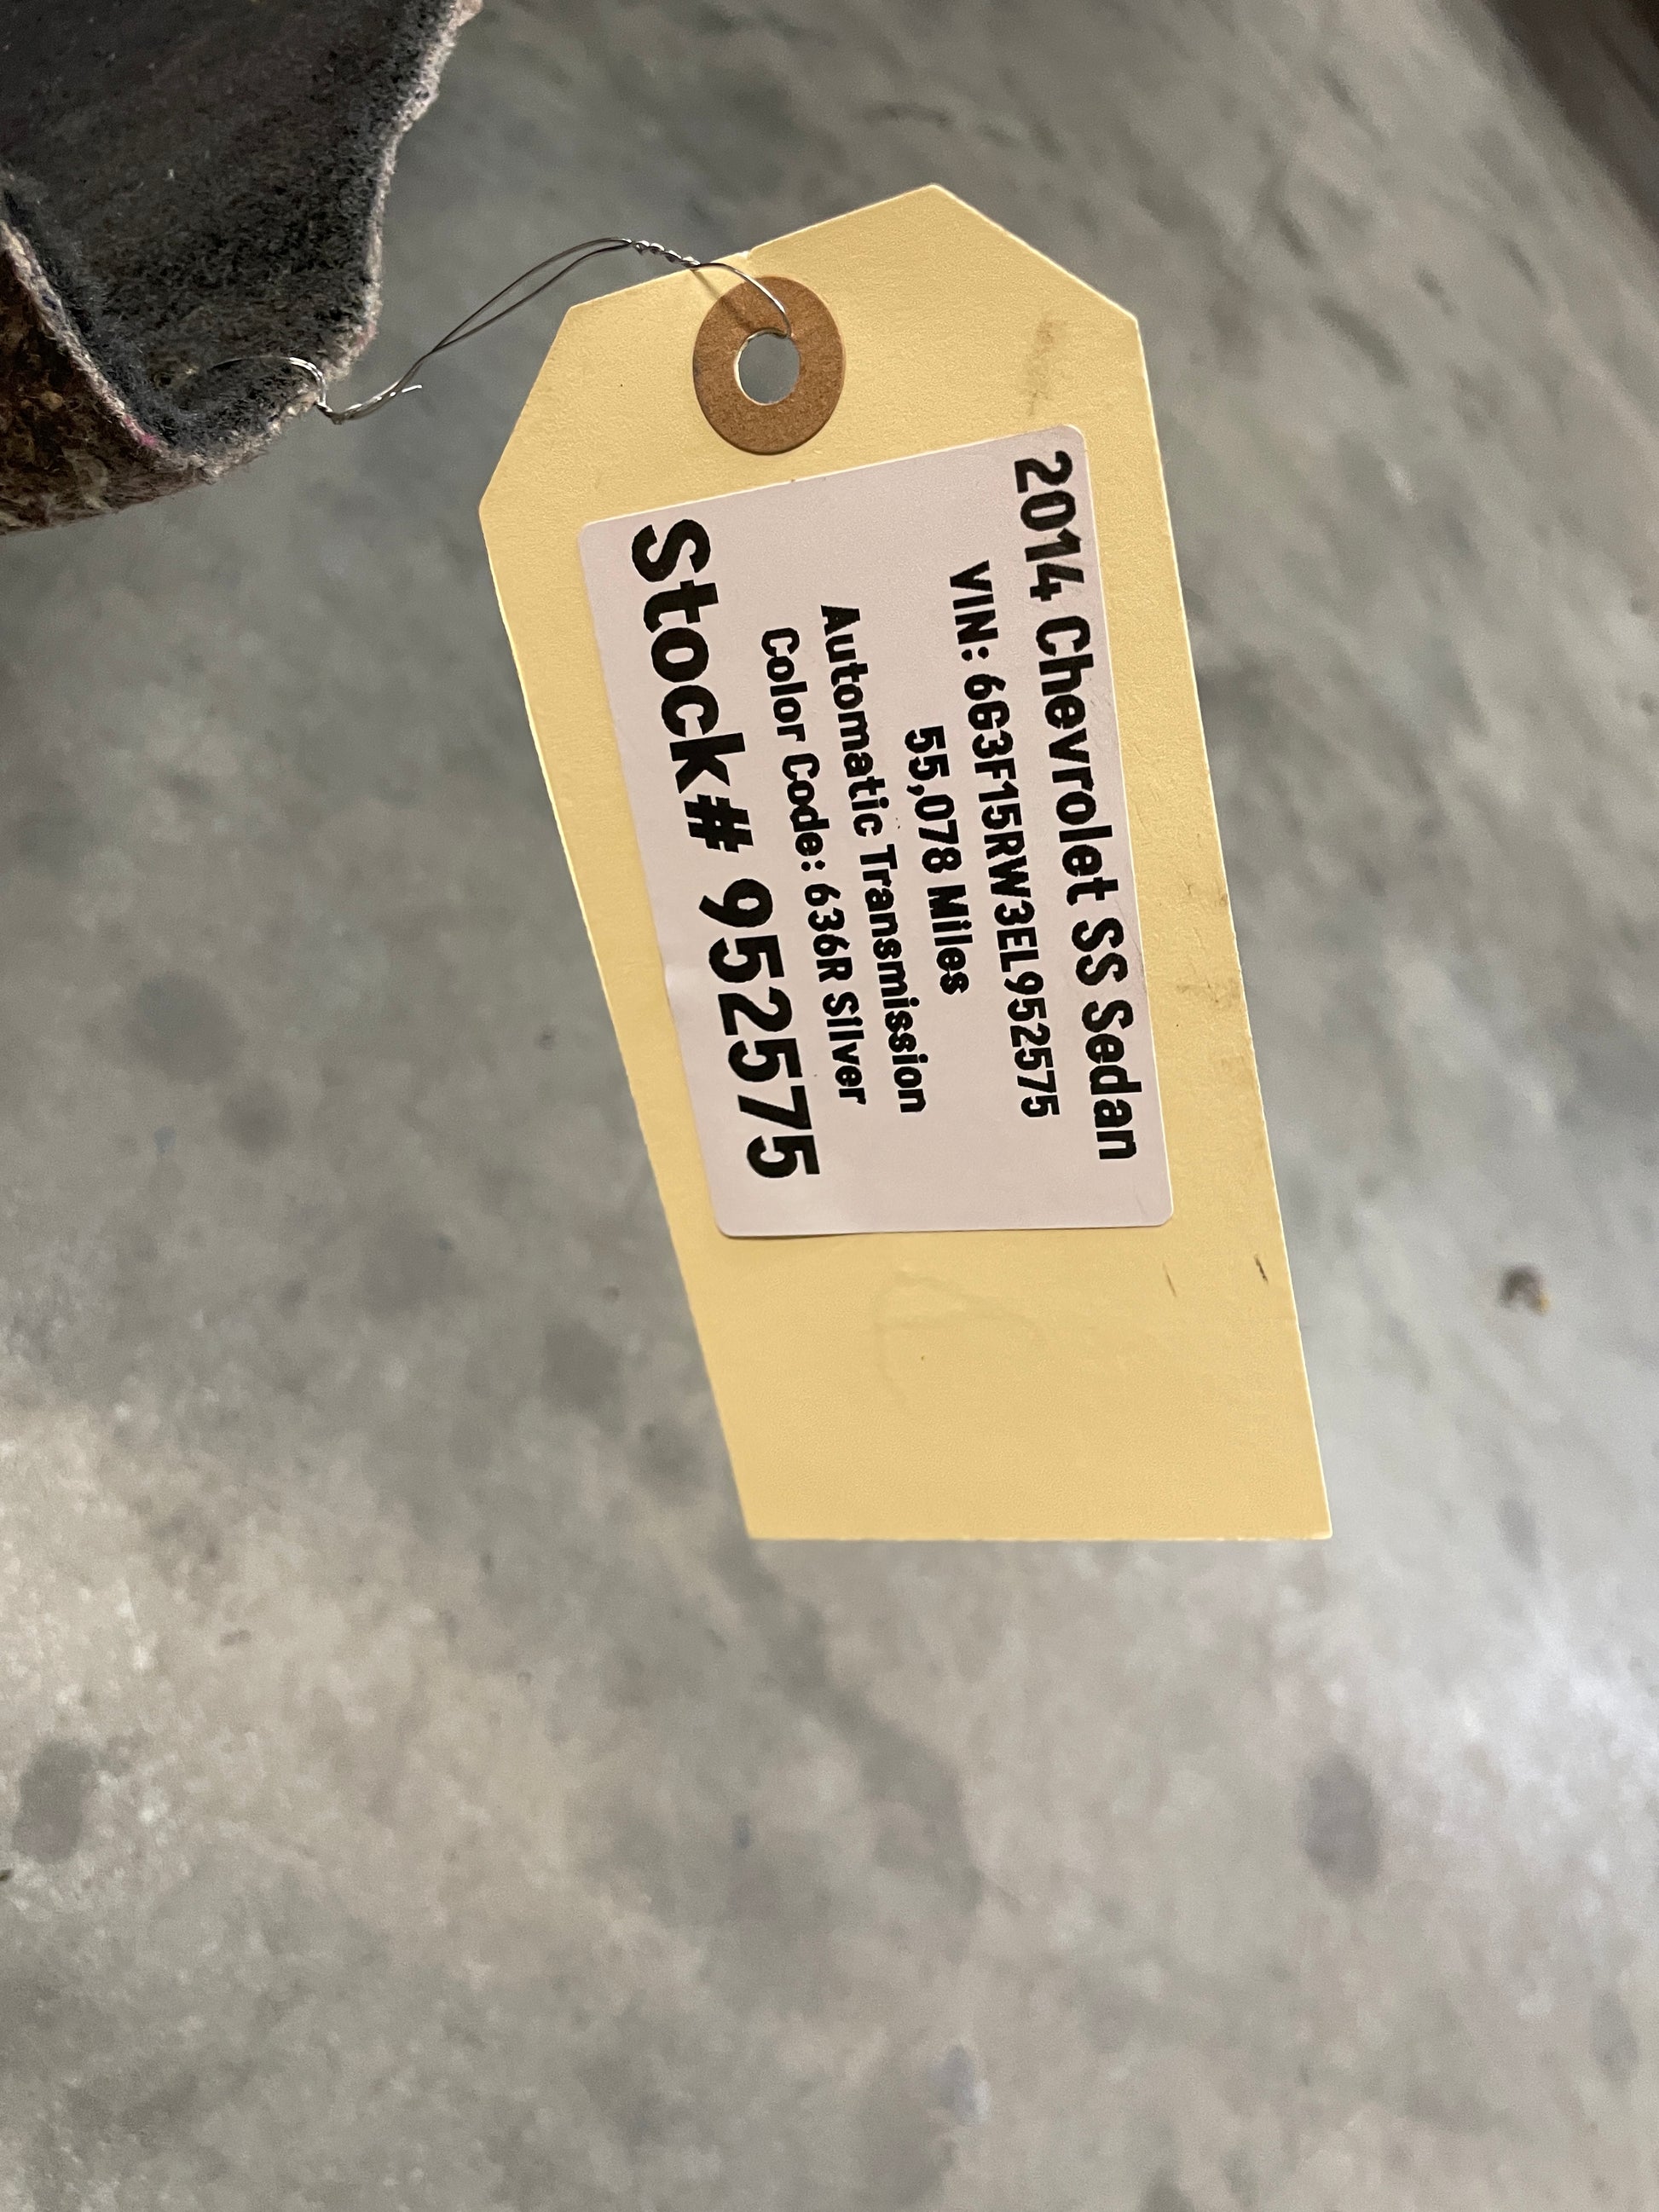 2014 Chevrolet SS Sedan
VIN: 6G3F15RW3EL952575
55,078 Miles
Automatic Transmission
Color Code: 636R Silver
Stock# 952575